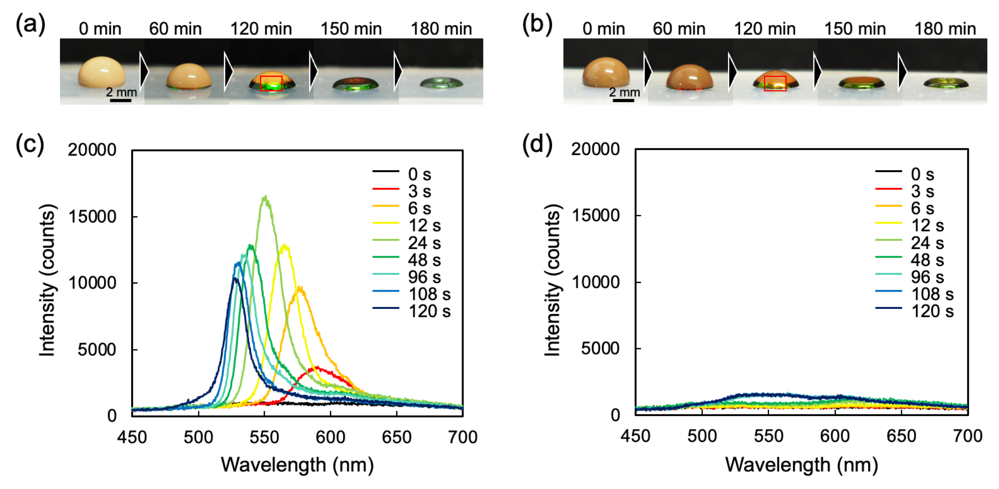 (a)
0 min 60 min 120 min 150 min 180 min
2 mm
(b)
0 min 60 min 120 min 150 min 180 min
2 mm
(c)
20000
15000
10000
5000
0
Intensity (counts)
450 500 550 600 650 700
Wavelength (nm)
0 s
3 s
6 s
12 s
24 s
48 s
96 s
108 s
120 s
(d)
20000
15000
10000
5000
0
Intensity (counts)
450 500 550 600 650 700
Wavelength (nm)
0 s
3 s
6 s
12 s
24 s
48 s
96 s
108 s
120 s